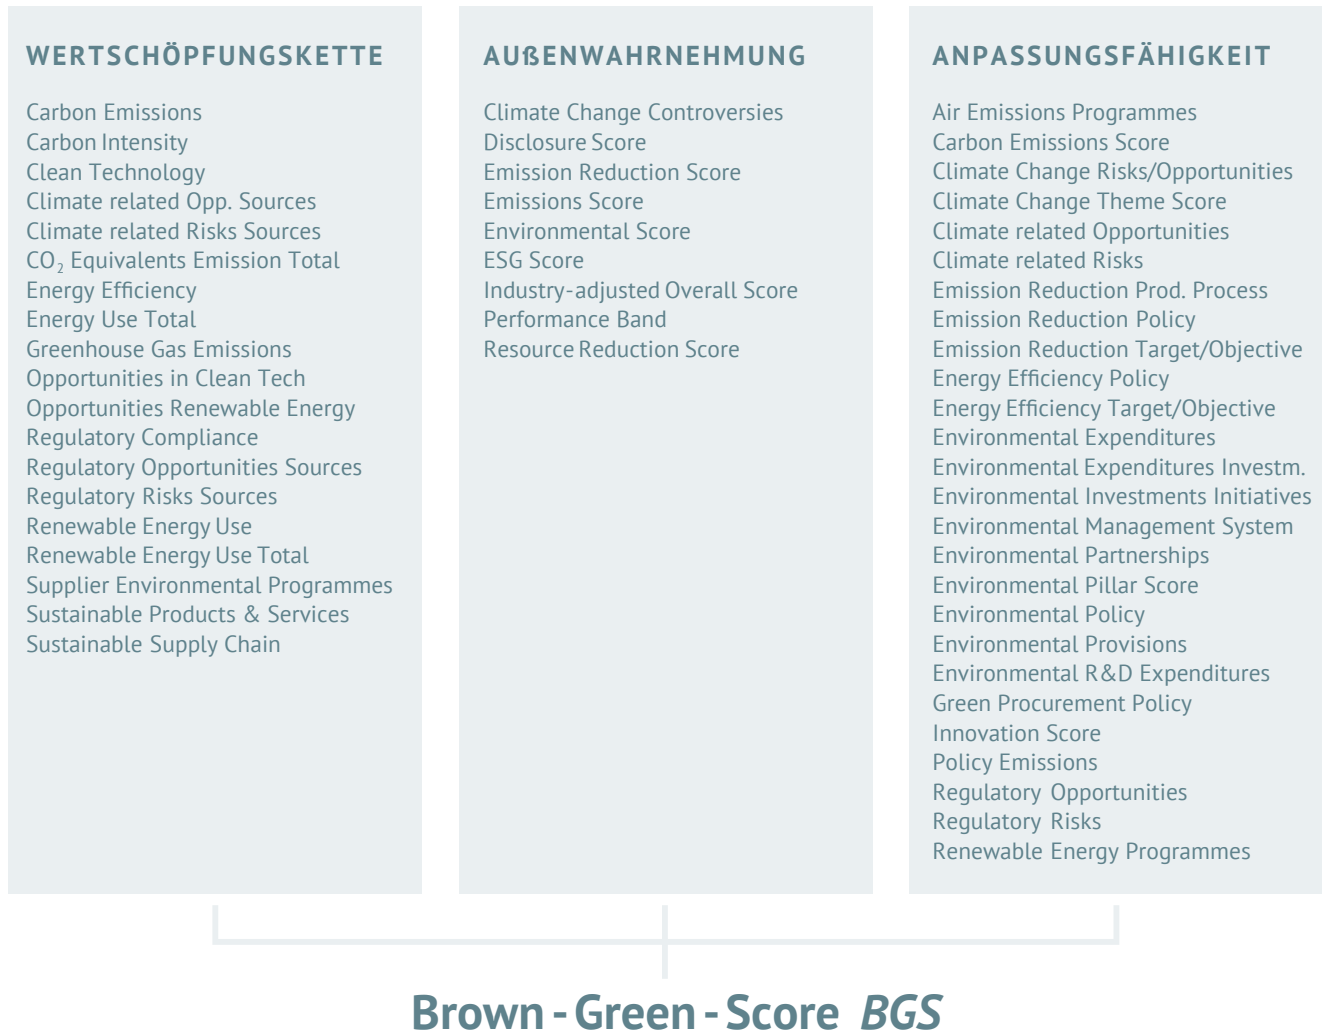 WERTSCHÖPFUNGSKETTE
Carbon Emissions
Carbon Intensity
Clean Technology
Climate related Opp. Sources
Climate related Risks Sources
CO₂ Equivalents Emission Total
Energy Efficiency
Energy Use Total
Greenhouse Gas Emissions
Opportunities in Clean Tech
Opportunities Renewable Energy
Regulatory Compliance
Regulatory Opportunities Sources
Regulatory Risks Sources
Renewable Energy Use
Renewable Energy Use Total
Supplier Environmental Programmes
Sustainable Products & Services
Sustainable Supply Chain
AUßENWAHRNEHMUNG
Climate Change Controversies
Disclosure Score
Emission Reduction Score
Emissions Score
Environmental Score
ESG Score
Industry-adjusted Overall Score
Performance Band
Resource Reduction Score
ANPASSUNGSFÄHIGKEIT
Air Emissions Programmes
Carbon Emissions Score
Climate Change Risks/Opportunities
Climate Change Theme Score
Climate related Opportunities
Climate related Risks
Emission Reduction Prod. Process
Emission Reduction Policy
Emission Reduction Target/Objective
Energy Efficiency Policy
Energy Efficiency Target/Objective
Environmental Expenditures
Environmental Expenditures Investm.
Environmental Investments Initiatives
Environmental Management System
Environmental Partnerships
Environmental Pillar Score
Environmental Policy
Environmental Provisions
Environmental R&D Expenditures
Green Procurement Policy
Innovation Score
Policy Emissions
Regulatory Opportunities
Regulatory Risks
Renewable Energy Programmes
Brown - Green - Score BGS